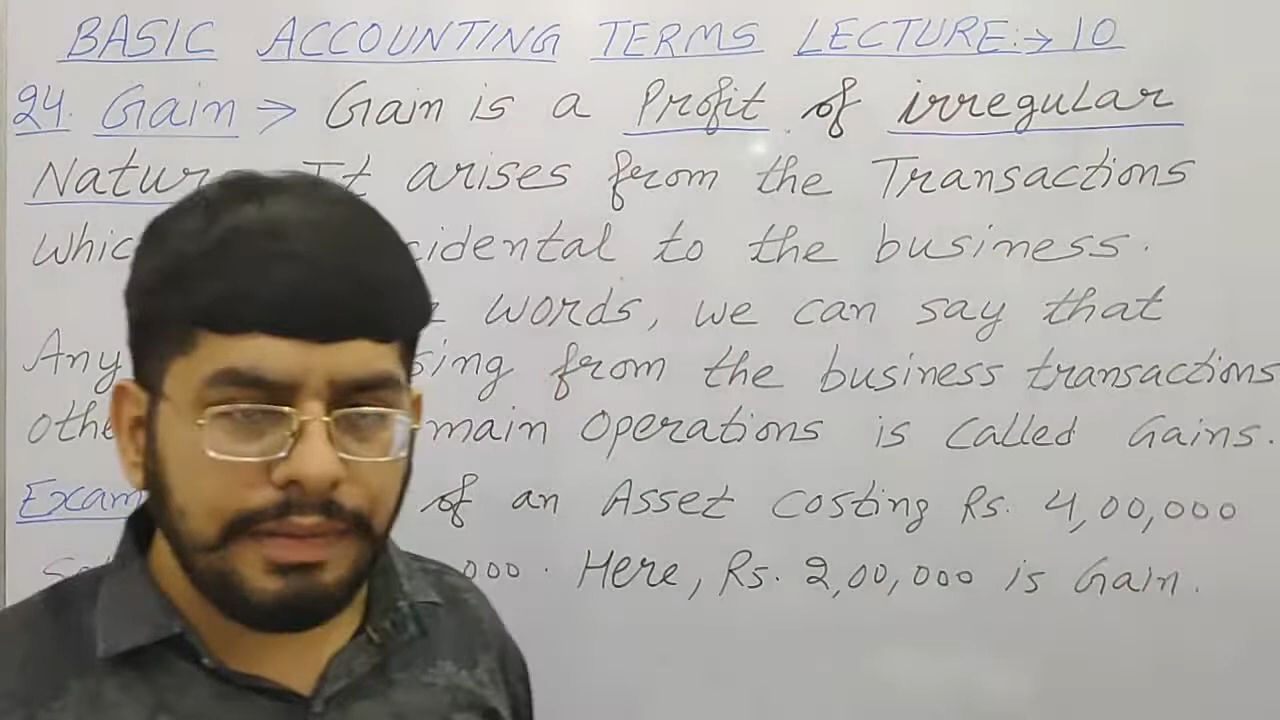 BASIC ACCOUNTING TERMS LECTURE:→ 10
24. Gain → Gain is a Profit of irregular
Natur It arises from the Transactions
Whic cidental to the business.
words, we can say that
Any sing from the business transactions
othe main Operations is called Gains.
Exam of an Asset costing Rs. 4,00,000
000. Here, Rs. 2,00,000 is Gain.